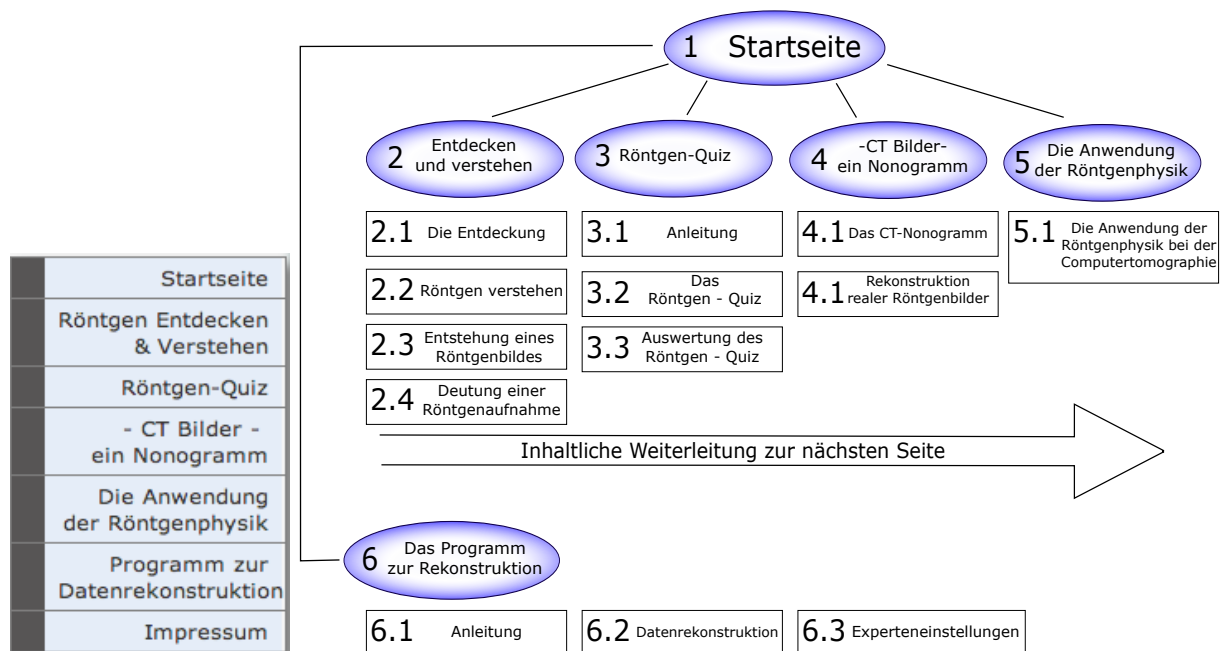 1 Startseite
2 Entdecken
und verstehen
3 Röntgen-Quiz
4 -CT Bilder-
ein Nonogramm
5 Die Anwendung
der Röntgenphysik
2.1 Die Entdeckung
2.2 Röntgen verstehen
2.3 Entstehung eines
Röntgenbildes
2.4 Deutung einer
Röntgenaufnahme
3.1 Anleitung
3.2 Das
Röntgen - Quiz
3.3 Auswertung des
Röntgen - Quiz
4.1 Das CT-Nonogramm
4.1 Rekonstruktion
realer Röntgenbilder
5.1 Die Anwendung der
Röntgenphysik bei der
Computertomographie
Inhaltliche Weiterleitung zur nächsten Seite
6 Das Programm
zur Rekonstruktion
6.1 Anleitung
6.2 Datenrekonstruktion
6.3 Experteneinstellungen
Startseite
Röntgen Entdecken
& Verstehen
Röntgen-Quiz
- CT Bilder -
ein Nonogramm
Die Anwendung
der Röntgenphysik
Programm zur
Datenrekonstruktion
Impressum